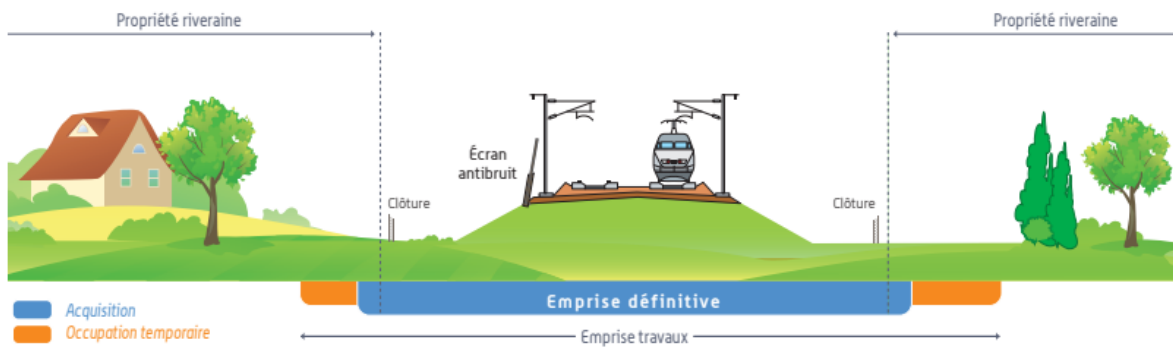 Propriété riveraine
Propriété riveraine
Écran
antibruit
Clôture
Clôture
Emprise définitive
Acquisition
Occupation temporaire
Emprise travaux